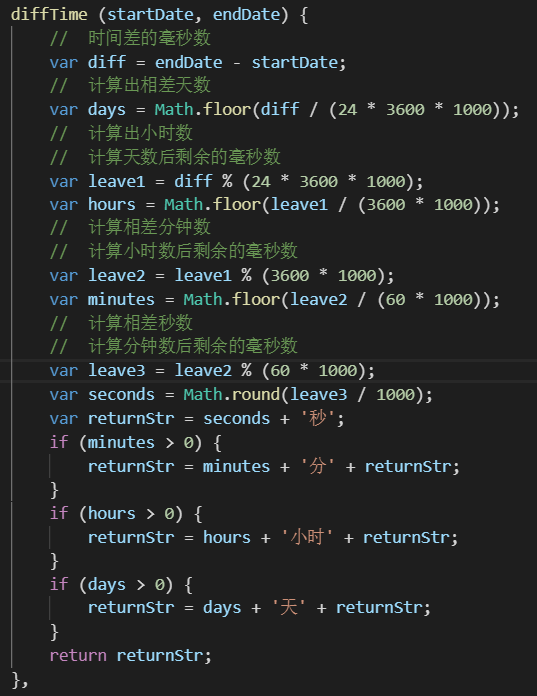 diffTime (startDate, endDate) {
    //  时间差的毫秒数
    var diff = endDate - startDate;
    //  计算出相差天数
    var days = Math.floor(diff / (24 * 3600 * 1000));
    //  计算出小时数
    //  计算天数后剩余的毫秒数
    var leave1 = diff % (24 * 3600 * 1000);
    var hours = Math.floor(leave1 / (3600 * 1000));
    //  计算相差分钟数
    //  计算小时数后剩余的毫秒数
    var leave2 = leave1 % (3600 * 1000);
    var minutes = Math.floor(leave2 / (60 * 1000));
    //  计算相差秒数
    //  计算分钟数后剩余的毫秒数
    var leave3 = leave2 % (60 * 1000);
    var seconds = Math.round(leave3 / 1000);
    var returnStr = seconds + '秒';
    if (minutes > 0) {
        returnStr = minutes + '分' + returnStr;
    }
    if (hours > 0) {
        returnStr = hours + '小时' + returnStr;
    }
    if (days > 0) {
        returnStr = days + '天' + returnStr;
    }
    return returnStr;
},